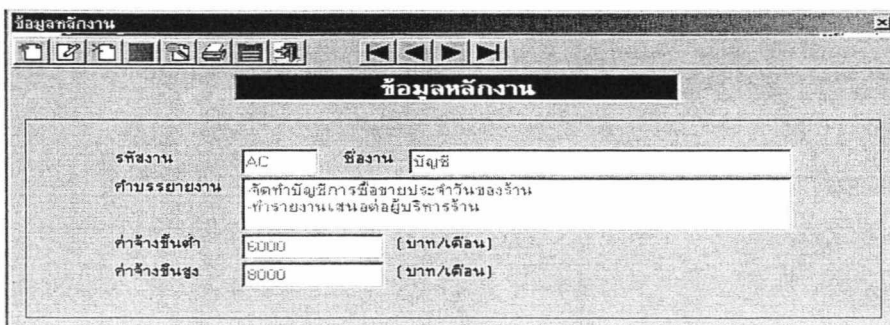 ข้อมูลหลักงาน
ข้อมูลหลักงาน
รหัสงาน AC ชื่องาน บัญชี
คำบรรยายงาน -จัดทำบัญชีการซื้อขายประจำวันของร้าน
-ทำรายงานเสนอต่อผู้บริหารร้าน
ค่าจ้างขั้นต่ำ 6000 (บาท/เดือน)
ค่าจ้างขั้นสูง 8000 (บาท/เดือน)